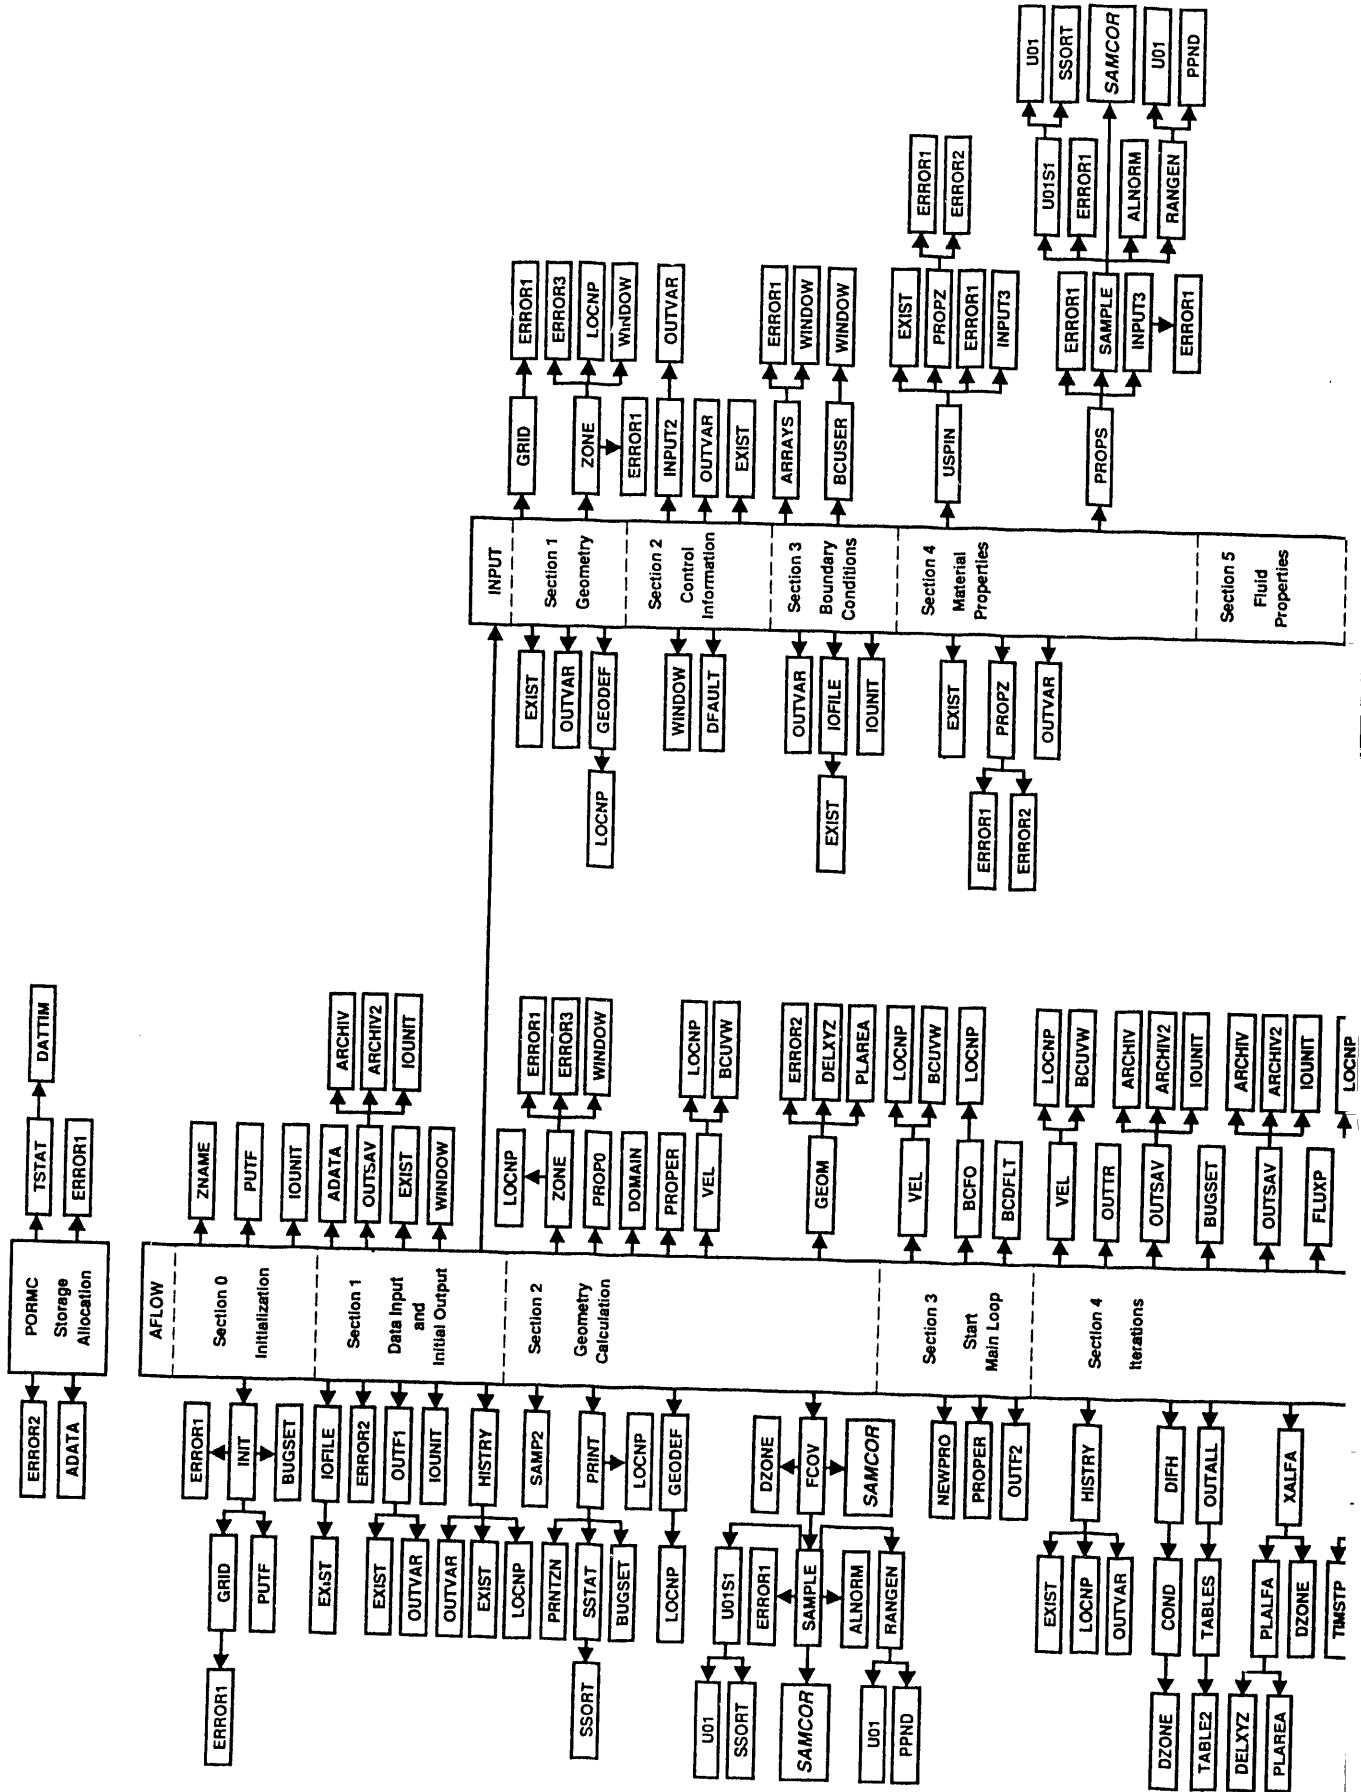 PORMC
Storage
Allocation
ERROR2
ADATA
TSTAT
DATTIM
ERROR1
AFLOW
Section 0
Initialization
ERROR1
INIT
BUGSET
GRID
PUTF
ERROR1
ZNAME
PUTF
IOUNIT
Section 1
Data Input
and
Initial Output
IOFILE
EXIST
ERROR2
OUTF1
EXIST
OUTVAR
IOUNIT
HISTRY
OUTVAR
EXIST
LOCNP
ADATA
OUTSAV
ARCHIV
ARCHIV2
IOUNIT
EXIST
WINDOW
Section 2
Geometry
Calculation
SAMP2
PRINT
LOCNP
PRNTZN
SSTAT
BUGSET
SSORT
GEODEF
LOCNP
DZONE
FCOV
SAMCOR
U01S1
ERROR1
SAMPLE
ALNORM
RANGEN
U01
SSORT
SAMCOR
U01
PPND
LOCNP
ZONE
ERROR1
ERROR3
WINDOW
PROP0
DOMAIN
PROPER
VEL
LOCNP
BCUVW
GEOM
ERROR2
DELXYZ
PLAREA
Section 3
Start
Main Loop
NEWPRO
PROPER
OUTF2
VEL
LOCNP
BCUVW
BCFO
LOCNP
BCDFLT
Section 4
Iterations
HISTRY
EXIST
LOCNP
OUTVAR
DIFH
COND
DZONE
OUTALL
TABLES
TABLE2
XALFA
PLALFA
DZONE
DELXYZ
PLAREA
TIMSTP
VEL
LOCNP
BCUVW
OUTTR
OUTSAV
ARCHIV
ARCHIV2
IOUNIT
BUGSET
OUTSAV
ARCHIV
ARCHIV2
IOUNIT
FLUXP
LOCNP
INPUT
Section 1
Geometry
EXIST
OUTVAR
GEODEF
LOCNP
GRID
ERROR1
ZONE
ERROR3
LOCNP
WINDOW
ERROR1
Section 2
Control
Information
WINDOW
DFAULT
INPUT2
OUTVAR
OUTVAR
EXIST
Section 3
Boundary
Conditions
OUTVAR
IOFILE
IOUNIT
EXIST
ARRAYS
ERROR1
WINDOW
BCUSER
WINDOW
Section 4
Material
Properties
EXIST
PROPZ
ERROR1
ERROR2
OUTVAR
USPIN
EXIST
PROPZ
ERROR1
INPUT3
ERROR1
ERROR2
PROPS
ERROR1
SAMPLE
INPUT3
ERROR1
U01S1
ERROR1
ALNORM
RANGEN
U01
SSORT
SAMCOR
U01
PPND
Section 5
Fluid
Properties